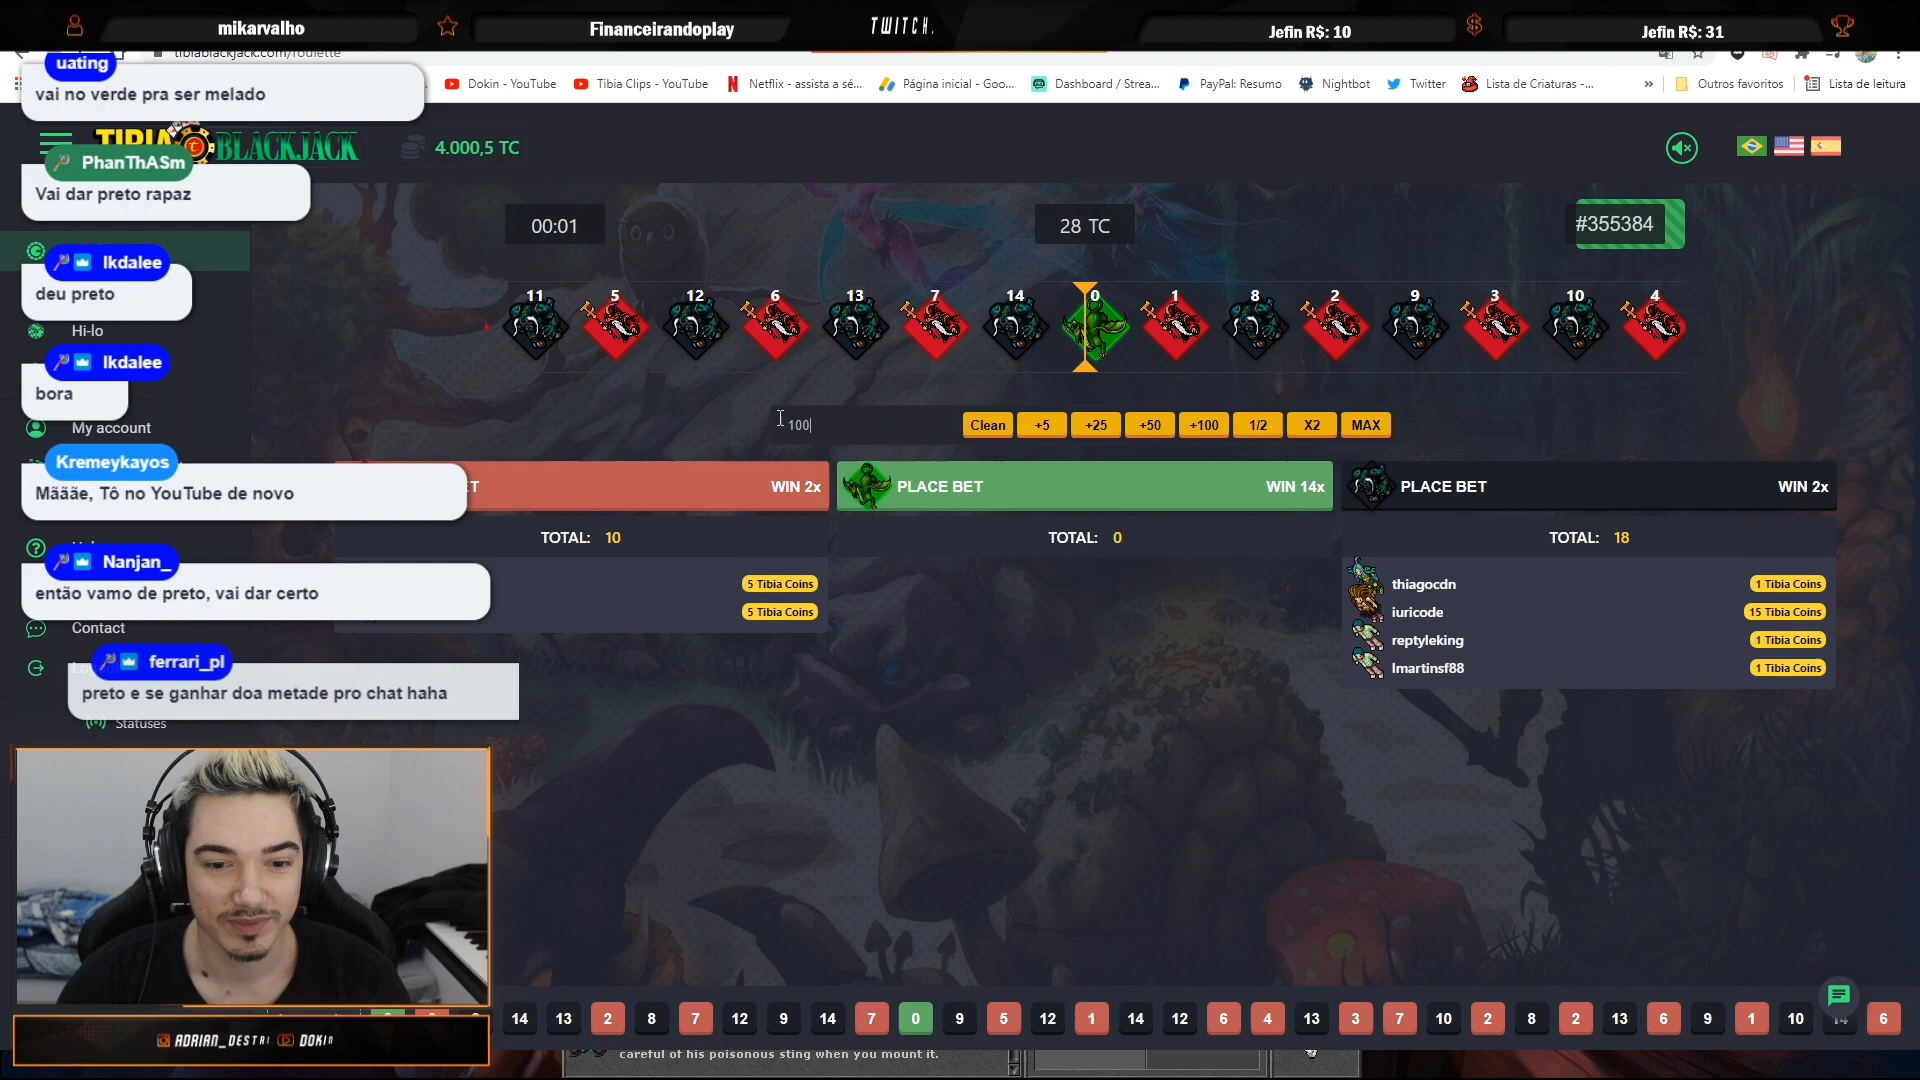 mikarvalho
Financeirandoplay
TWITCH.
Jefin R$: 10
Jefin R$: 31
tibiablackjack.com/roulette
Dokin - YouTube
Tibia Clips - YouTube
Netflix - assista a sé...
Página inicial - Goo...
Dashboard / Strea...
PayPal: Resumo
Nightbot
Twitter
Lista de Criaturas -...
»
Outros favoritos
Lista de leitura
uating
vai no verde pra ser melado
TIBIA BLACKJACK
4.000,5 TC
PhanThASm
Vai dar preto rapaz
00:01
28 TC
#355384
lkdalee
deu preto
Hi-lo
11 5 12 6 13 7 14 0 1 8 2 9 3 10 4
lkdalee
bora
My account
100
Clean
+5
+25
+50
+100
1/2
X2
MAX
Kremeykayos
Mãããe, Tô no YouTube de novo
ET
WIN 2x
PLACE BET
WIN 14x
PLACE BET
WIN 2x
TOTAL: 10
TOTAL: 0
TOTAL: 18
Nanjan_
então vamo de preto, vai dar certo
5 Tibia Coins
5 Tibia Coins
thiagocdn
1 Tibia Coins
iuricode
15 Tibia Coins
reptyleking
1 Tibia Coins
lmartinsf88
1 Tibia Coins
Contact
ferrari_pl
preto e se ganhar doa metade pro chat haha
Statuses
14 13 2 8 7 12 9 14 7 0 9 5 12 1 14 12 6 4 13 3 7 10 2 8 2 13 6 9 1 10 14 6
ADRIAN_DESTRI
DOKIN
careful of his poisonous sting when you mount it.